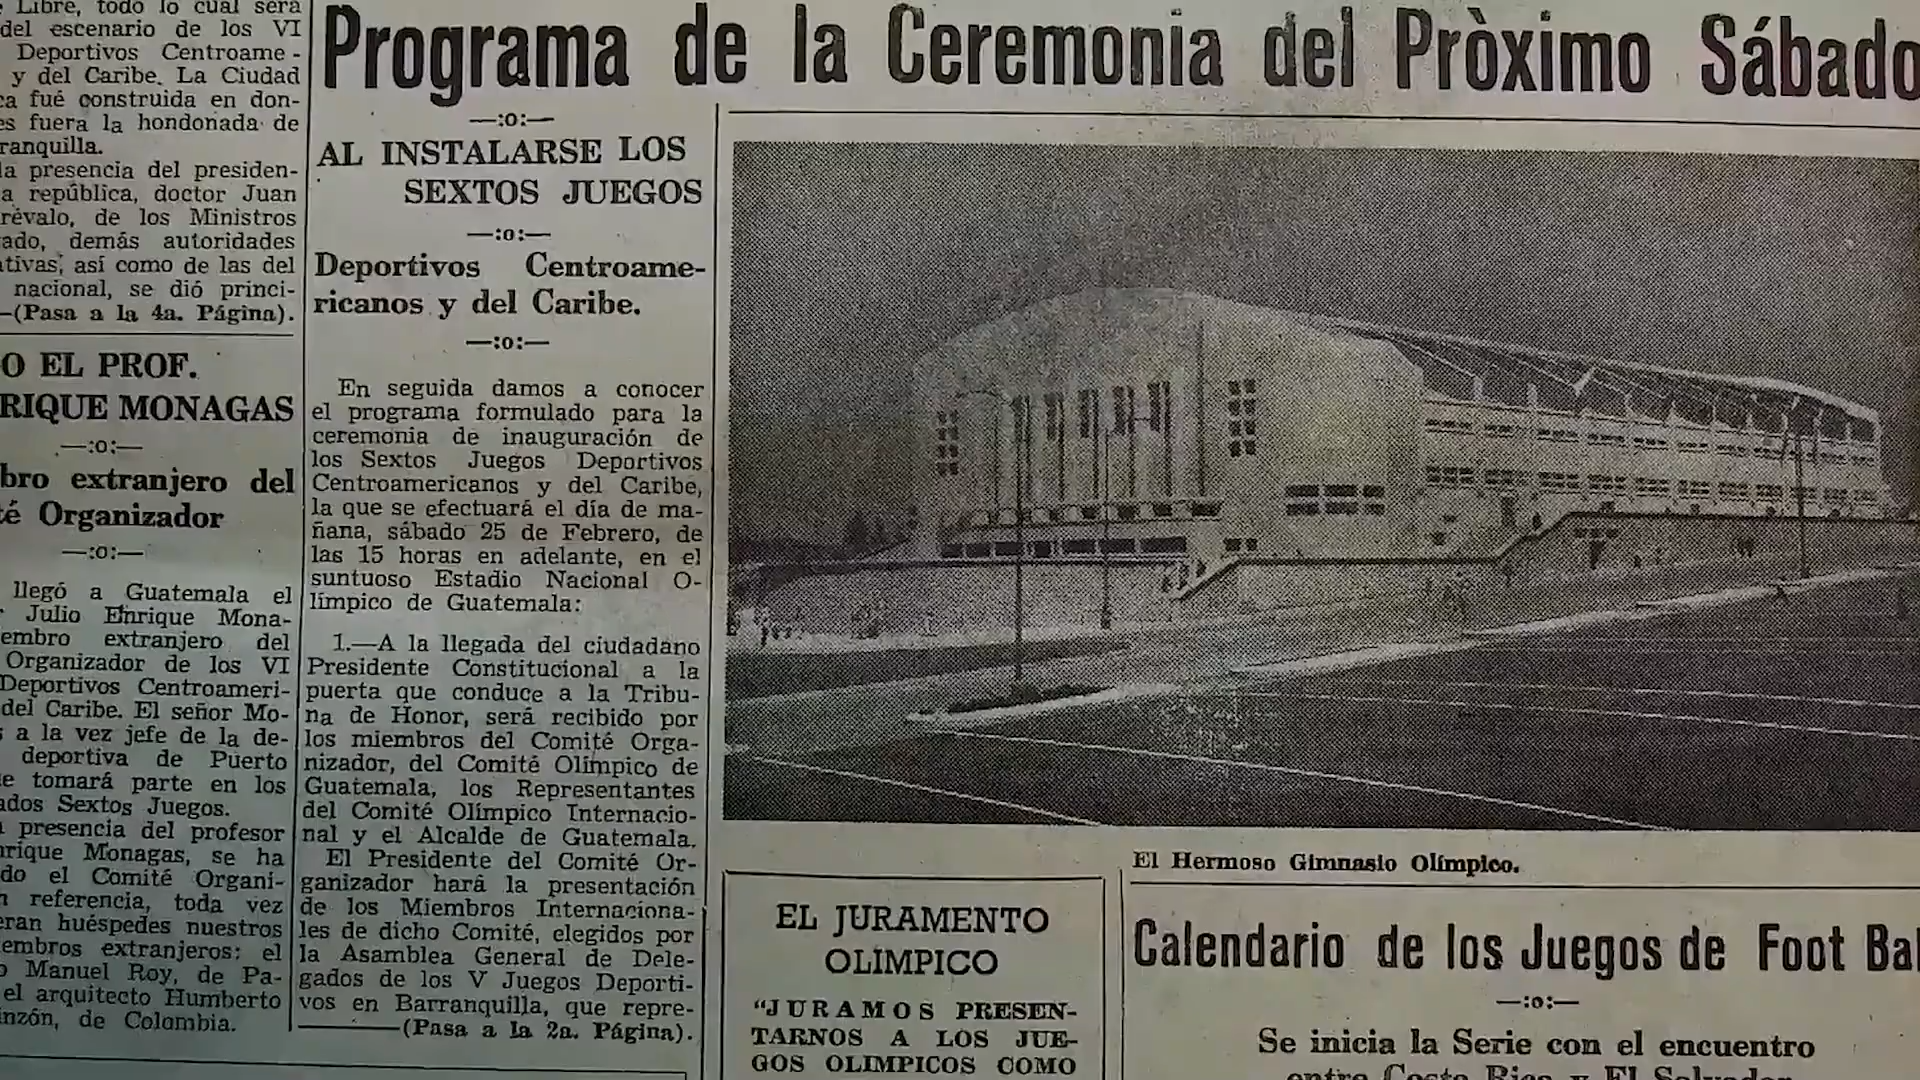 Libre, todo lo cual será
del escenario de los VI
Deportivos Centroame-
y del Caribe. La Ciudad
fué construida en don-
fuera la hondonada de
ranquilla.
la presencia del presiden-
a república, doctor Juan
révalo, de los Ministros
ado, demás autoridades
tivas, así como de las del
nacional, se dió princi-
—(Pasa a la 4a. Página).
O EL PROF.
RIQUE MONAGAS
—:o:—
bro extranjero del
té Organizador
—:o:—
llegó a Guatemala el
Julio Enrique Mona-
embro extranjero del
Organizador de los VI
Deportivos Centroameri-
del Caribe. El señor Mo-
s a la vez jefe de la de-
deportiva de Puerto
e tomará parte en los
ados Sextos Juegos.
presencia del profesor
nrique Monagas, se ha
do el Comité Organi-
n referencia, toda vez
eran huéspedes nuestros
embros extranjeros: el
o Manuel Roy, de Pa-
el arquitecto Humberto
inzón, de Colombia.
Programa de la Ceremonia del Pròximo Sábado
—:o:—
AL INSTALARSE LOS
SEXTOS JUEGOS
—:o:—
Deportivos Centroame-
ricanos y del Caribe.
—:o:—
En seguida damos a conocer
el programa formulado para la
ceremonia de inauguración de
los Sextos Juegos Deportivos
Centroamericanos y del Caribe,
la que se efectuará el día de ma-
ñana, sábado 25 de Febrero, de
las 15 horas en adelante, en el
suntuoso Estadio Nacional O-
límpico de Guatemala:
1.—A la llegada del ciudadano
Presidente Constitucional a la
puerta que conduce a la Tribu-
na de Honor, será recibido por
los miembros del Comité Orga-
nizador, del Comité Olímpico de
Guatemala, los Representantes
del Comité Olímpico Internacio-
nal y el Alcalde de Guatemala.
El Presidente del Comité Or-
ganizador hará la presentación
de los Miembros Internaciona-
les de dicho Comité, elegidos por
la Asamblea General de Dele-
gados de los V Juegos Deporti-
vos en Barranquilla, que repre-
———(Pasa a la 2a. Página).
El Hermoso Gimnasio Olímpico.
EL JURAMENTO
OLIMPICO
"JURAMOS PRESEN-
TARNOS A LOS JUE-
GOS OLIMPICOS COMO
Calendario de los Juegos de Foot Bal
—:o:—
Se inicia la Serie con el encuentro
entre Costa Rica y El Salvador